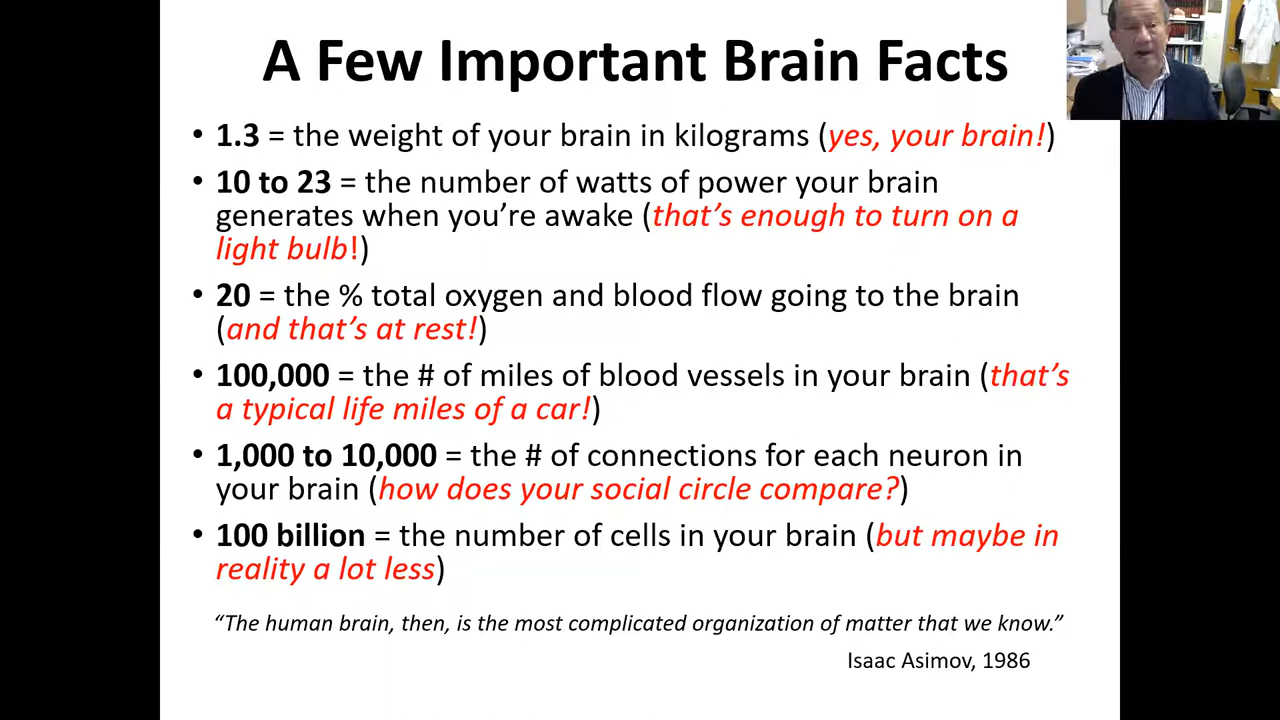 A Few Important Brain Facts
• 1.3 = the weight of your brain in kilograms (yes, your brain!)
• 10 to 23 = the number of watts of power your brain
generates when you’re awake (that’s enough to turn on a
light bulb!)
• 20 = the % total oxygen and blood flow going to the brain
(and that’s at rest!)
• 100,000 = the # of miles of blood vessels in your brain (that’s
a typical life miles of a car!)
• 1,000 to 10,000 = the # of connections for each neuron in
your brain (how does your social circle compare?)
• 100 billion = the number of cells in your brain (but maybe in
reality a lot less)
“The human brain, then, is the most complicated organization of matter that we know.”
Isaac Asimov, 1986